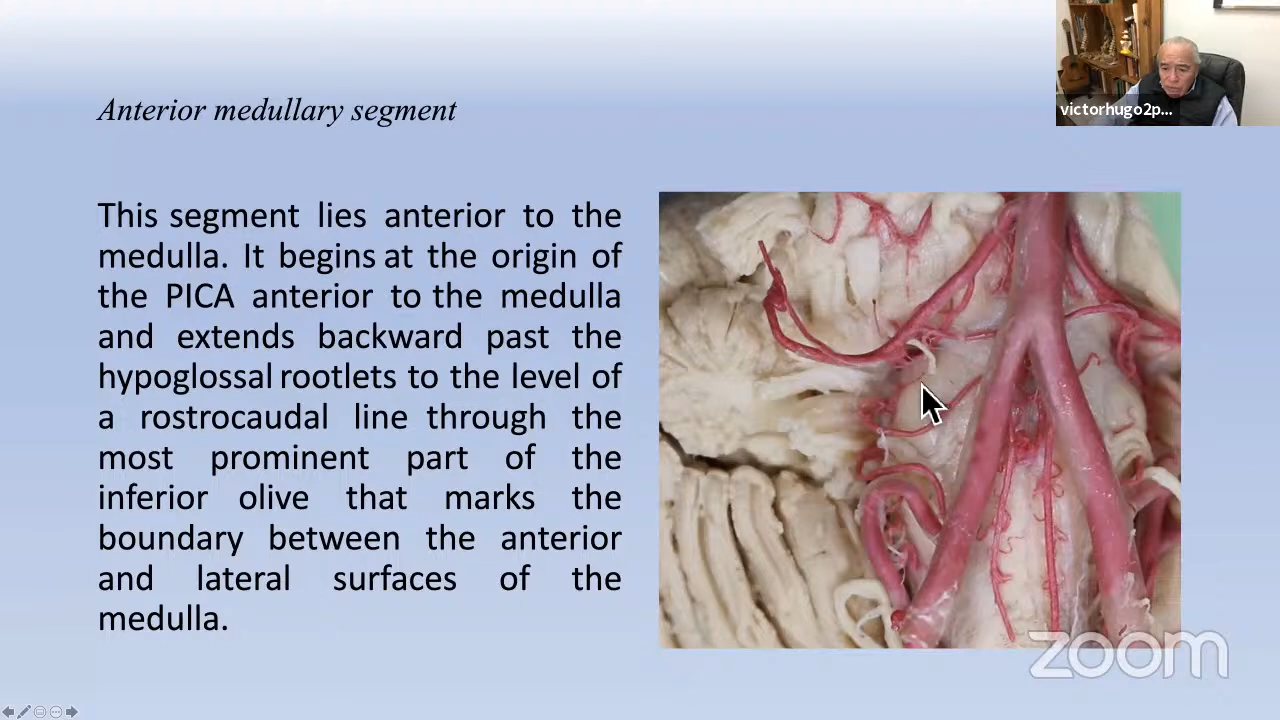 victorhugo2p...
Anterior medullary segment
This segment lies anterior to the
medulla. It begins at the origin of
the PICA anterior to the medulla
and extends backward past the
hypoglossal rootlets to the level of
a rostrocaudal line through the
most prominent part of the
inferior olive that marks the
boundary between the anterior
and lateral surfaces of the
medulla.
zoom